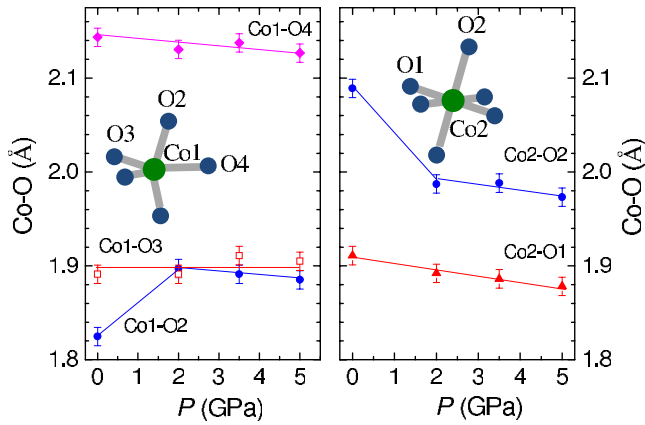 Co1-O4
O2
O3
Co1
O4
Co1-O3
Co1-O2
Co-O (Å)
2.1
2.0
1.9
1.8
0 1 2 3 4 5
P (GPa)
O2
O1
Co2
Co2-O2
Co2-O1
2.1
2.0
1.9
1.8
Co-O (Å)
0 1 2 3 4 5
P (GPa)